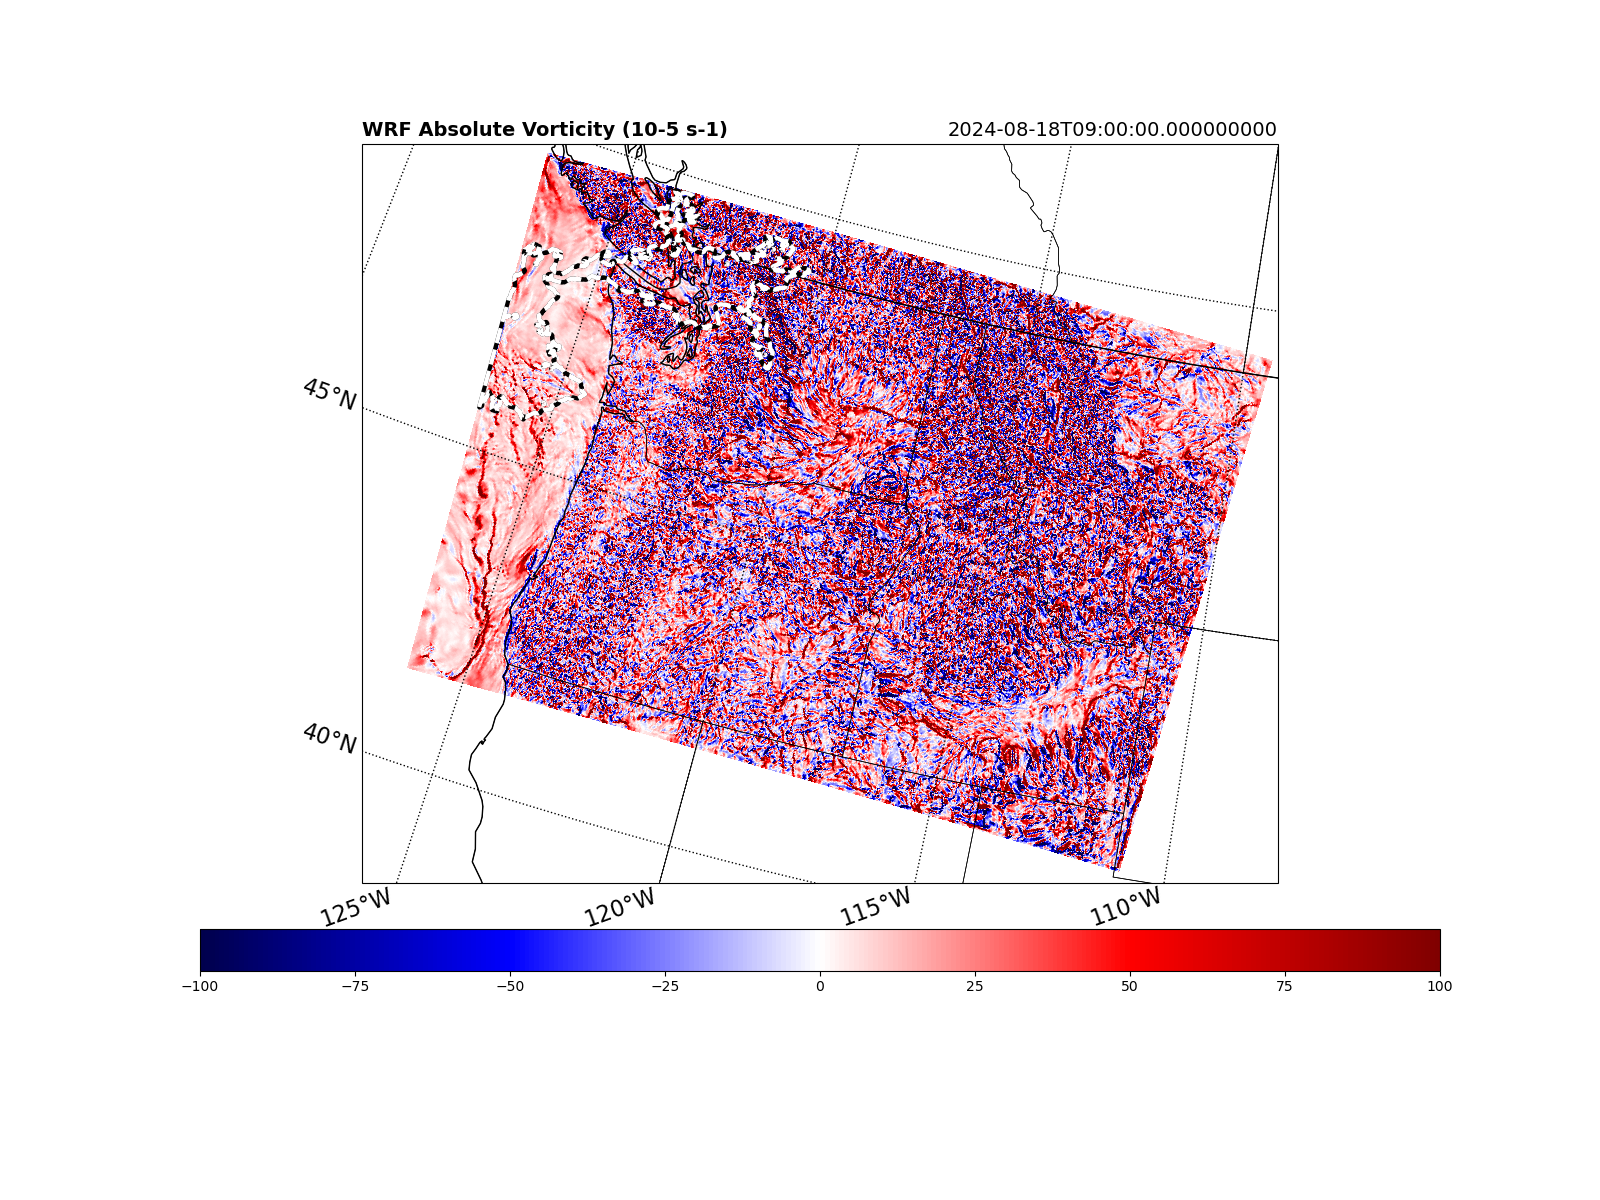 WRF Absolute Vorticity (10-5 s-1)
2024-08-18T09:00:00.000000000
45°N
40°N
125°W
120°W
115°W
110°W
−100
−75
−50
−25
0
25
50
75
100